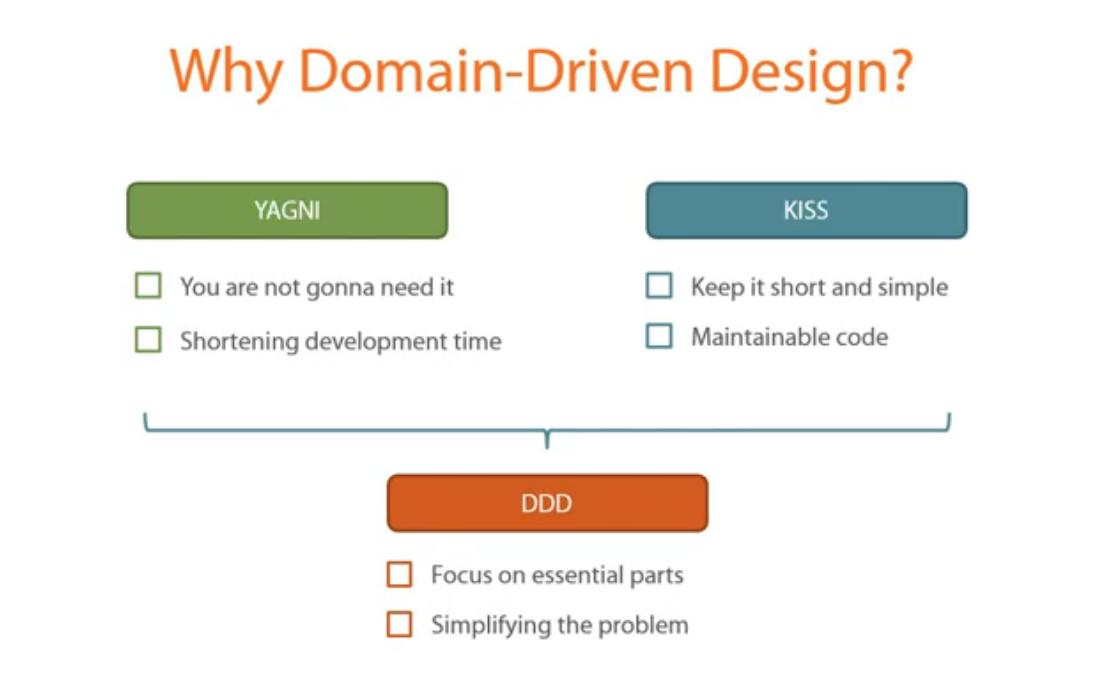 Why Domain-Driven Design?
YAGNI
You are not gonna need it
Shortening development time
KISS
Keep it short and simple
Maintainable code
DDD
Focus on essential parts
Simplifying the problem